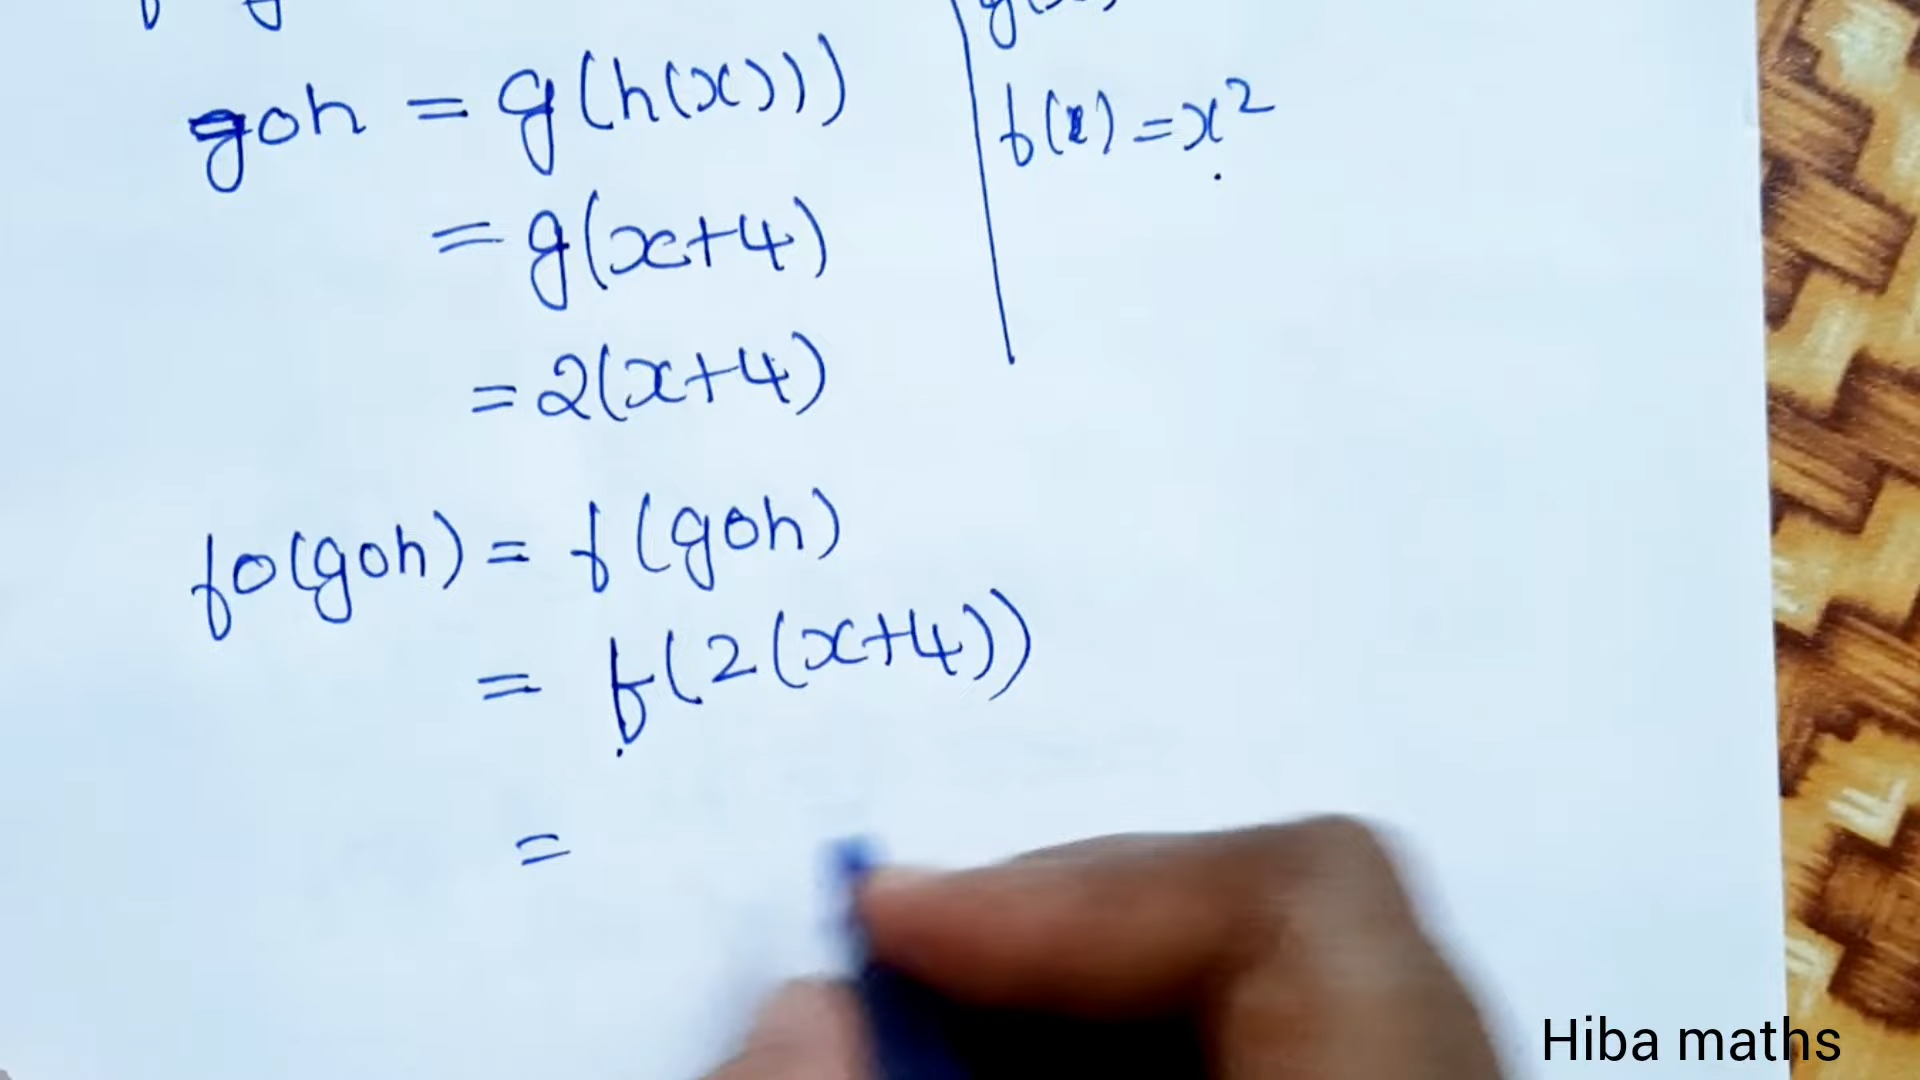 goh = g(h(x))
= g(x+4)
= 2(x+4)
f(x) = x²
fo(goh) = f(goh)
= f(2(x+4))
=
Hiba maths